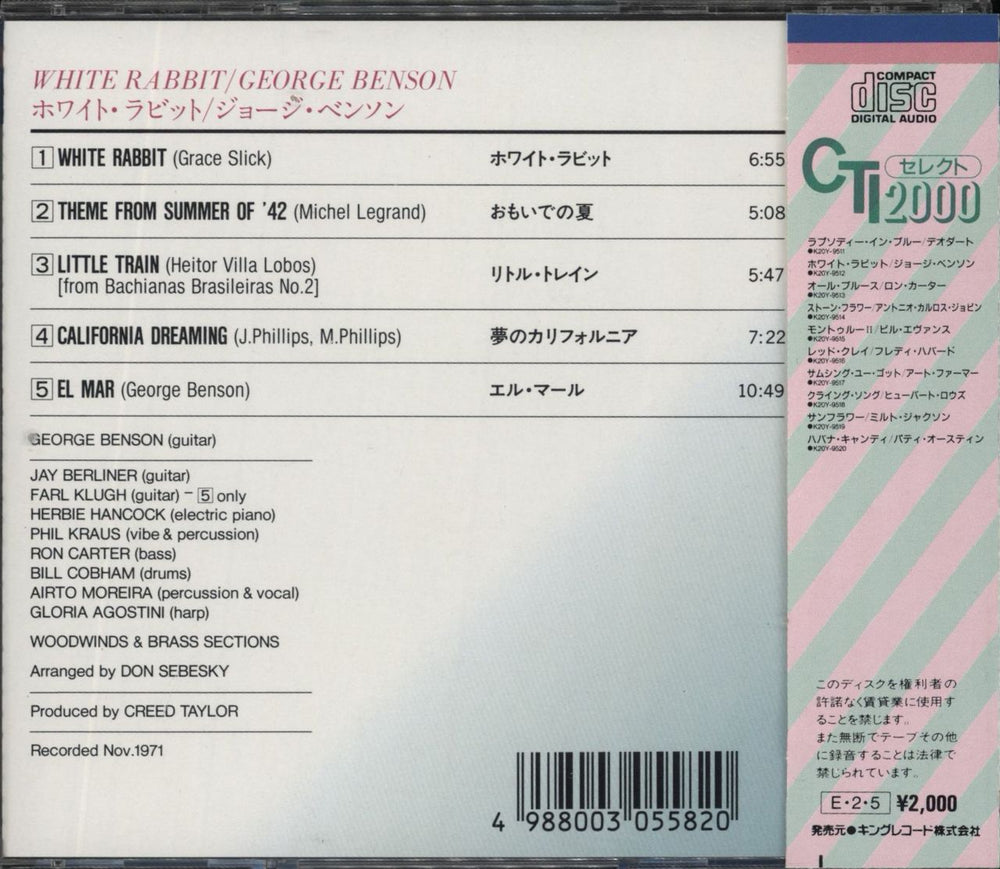 WHITE RABBIT/GEORGE BENSON
ホワイト・ラビット/ジョージ・ベンソン
1 WHITE RABBIT (Grace Slick) ホワイト・ラビット 6:55
2 THEME FROM SUMMER OF '42 (Michel Legrand) おもいでの夏 5:08
3 LITTLE TRAIN (Heitor Villa Lobos) リトル・トレイン 5:47
[from Bachianas Brasileiras No.2]
4 CALIFORNIA DREAMING (J.Phillips, M.Phillips) 夢のカリフォルニア 7:22
5 EL MAR (George Benson) エル・マール 10:49
GEORGE BENSON (guitar)
JAY BERLINER (guitar)
FARL KLUGH (guitar) – 5 only
HERBIE HANCOCK (electric piano)
PHIL KRAUS (vibe & percussion)
RON CARTER (bass)
BILL COBHAM (drums)
AIRTO MOREIRA (percussion & vocal)
GLORIA AGOSTINI (harp)
WOODWINDS & BRASS SECTIONS
Arranged by DON SEBESKY
Produced by CREED TAYLOR
Recorded Nov.1971
4 988003 055820
COMPACT
disc
DIGITAL AUDIO
CTI セレクト
2000
ラプソディー・イン・ブルー/デオダート
●K20Y-9511
ホワイト・ラビット/ジョージ・ベンソン
●K20Y-9512
オール・ブルース/ロン・カーター
●K20Y-9513
ストーン・フラワー/アントニオ・カルロス・ジョビン
●K20Y-9514
モントゥルーII/ビル・エヴァンス
●K20Y-9515
レッド・クレイ/フレディ・ハバード
●K20Y-9516
サムシング・ユー・ゴット/アート・ファーマー
●K20Y-9517
クライング・ソング/ヒューバート・ロウズ
●K20Y-9518
サンフラワー/ミルト・ジャクソン
●K20Y-9519
ハバナ・キャンディ/パティ・オースティン
●K20Y-9520
このディスクを権利者の
許諾なく賃貸業に使用す
ることを禁じます。
また無断でテープその他
に録音することは法律で
禁じられています。
E・2・5 ¥2,000
発売元●キングレコード株式会社